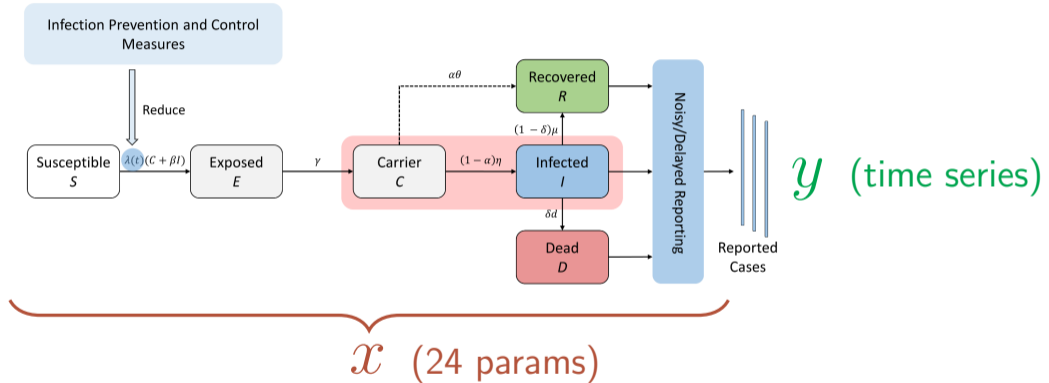 Infection Prevention and Control
Measures
Reduce
Susceptible
S
λ(t)(C + βI)
Exposed
E
γ
Carrier
C
αθ
(1 − α)η
Recovered
R
(1 − δ)μ
Infected
I
δd
Dead
D
Noisy/Delayed Reporting
Reported
Cases
y (time series)
x (24 params)